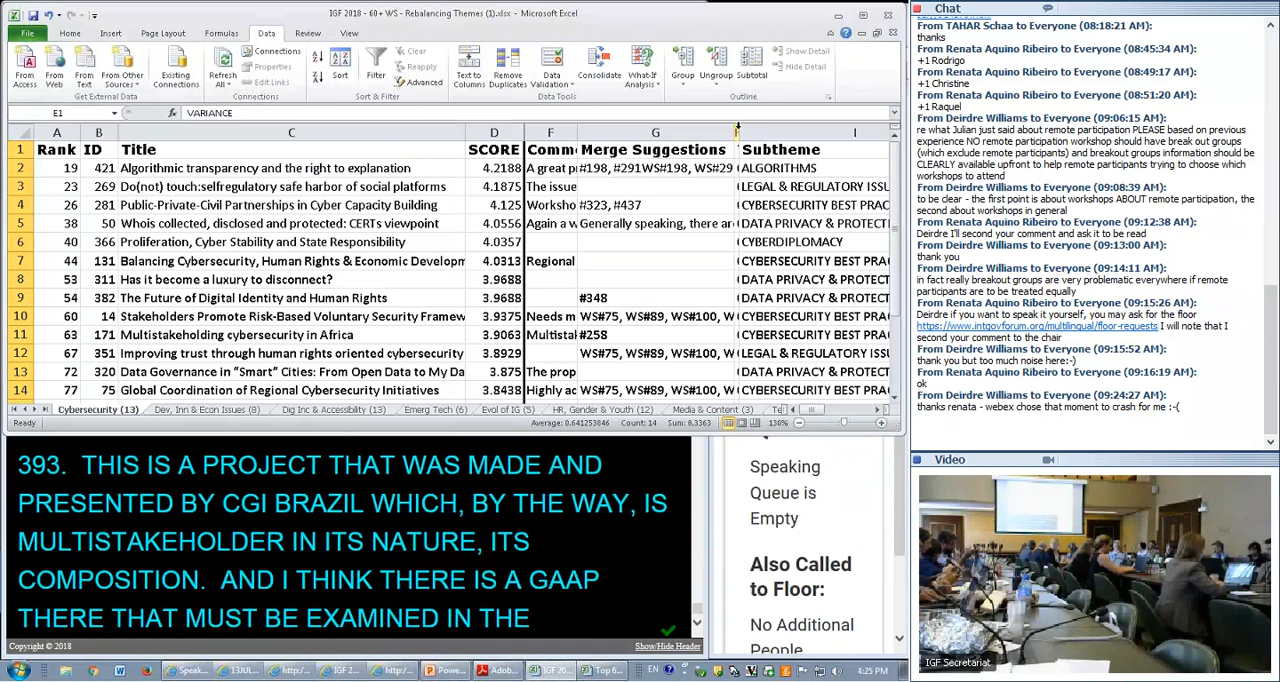 IGF 2018 - 60+ WS - Rebalancing Themes (1).xlsx - Microsoft Excel
File Home Insert Page Layout Formulas Data Review View
From Access
From Web
From Text
From Other Sources
Existing Connections
Refresh All
Connections
Properties
Edit Links
Sort
Filter
Clear
Reapply
Advanced
Text to Columns
Remove Duplicates
Data Validation
Consolidate
What-If Analysis
Group
Ungroup
Subtotal
Show Detail
Hide Detail
Get External Data Connections Sort & Filter Data Tools Outline
E1 fx VARIANCE
A B C D F G I
1 Rank ID Title SCORE Comm Merge Suggestions Subtheme
2 19 421 Algorithmic transparency and the right to explanation 4.2188 A great p #198, #291WS#198, WS#29 ALGORITHMS
3 23 269 Do(not) touch:selfregulatory safe harbor of social platforms 4.1875 The issue LEGAL & REGULATORY ISSU
4 26 281 Public-Private-Civil Partnerships in Cyber Capacity Building 4.125 Worksho #323, #437 CYBERSECURITY BEST PRAC
5 38 50 Whois collected, disclosed and protected: CERTs viewpoint 4.0556 Again a w Generally speaking, there are DATA PRIVACY & PROTECT
6 40 366 Proliferation, Cyber Stability and State Responsibility 4.0357 CYBERDIPLOMACY
7 44 131 Balancing Cybersecurity, Human Rights & Economic Developm 4.0313 Regional CYBERSECURITY BEST PRAC
8 53 311 Has it become a luxury to disconnect? 3.9688 DATA PRIVACY & PROTECT
9 54 382 The Future of Digital Identity and Human Rights 3.9688 #348 DATA PRIVACY & PROTECT
10 60 14 Stakeholders Promote Risk-Based Voluntary Security Framew 3.9375 Needs m WS#75, WS#89, WS#100, W CYBERSECURITY BEST PRAC
11 63 171 Multistakeholding cybersecurity in Africa 3.9063 Multistal #258 CYBERSECURITY BEST PRAC
12 67 351 Improving trust through human rights oriented cybersecurity 3.8929 WS#75, WS#89, WS#100, W LEGAL & REGULATORY ISSU
13 72 320 Data Governance in “Smart” Cities: From Open Data to My Da 3.875 The prop DATA PRIVACY & PROTECT
14 77 75 Global Coordination of Regional Cybersecurity Initiatives 3.8438 Highly ac WS#75, WS#89, WS#100, W CYBERSECURITY BEST PRAC
Cybersecurity (13) Dev, Inn & Econ Issues (8) Dig Inc & Accessibility (13) Emerg Tech (6) Evol of IG (5) HR, Gender & Youth (12) Media & Content (3)
Ready Average: 0.641253846 Count: 14 Sum: 8.3363 130%
393. THIS IS A PROJECT THAT WAS MADE AND
PRESENTED BY CGI BRAZIL WHICH, BY THE WAY, IS
MULTISTAKEHOLDER IN ITS NATURE, ITS
COMPOSITION. AND I THINK THERE IS A GAAP
THERE THAT MUST BE EXAMINED IN THE
Copyright © 2018 Show/Hide Header
Speaking
Queue is
Empty
Also Called
to Floor:
No Additional
People
Chat
From TAHAR Schaa to Everyone (08:18:21 AM):
thanks
From Renata Aquino Ribeiro to Everyone (08:45:34 AM):
+1 Rodrigo
From Renata Aquino Ribeiro to Everyone (08:49:17 AM):
+1 Christine
From Renata Aquino Ribeiro to Everyone (08:51:20 AM):
+1 Raquel
From Deirdre Williams to Everyone (09:06:15 AM):
re what Julian just said about remote participation PLEASE based on previous
experience NO remote participation workshop should have break out groups
(which exclude remote participants) and breakout groups information should be
CLEARLY available upfront to help remote participants trying to choose which
workshops to attend
From Deirdre Williams to Everyone (09:08:39 AM):
to be clear - the first point is about workshops ABOUT remote participation, the
second about workshops in general
From Renata Aquino Ribeiro to Everyone (09:12:38 AM):
Deirdre I'll second your comment and ask it to be read
From Deirdre Williams to Everyone (09:13:00 AM):
thank you
From Deirdre Williams to Everyone (09:14:11 AM):
in fact really breakout groups are very problematic everywhere if remote
participants are to be treated equally
From Renata Aquino Ribeiro to Everyone (09:15:26 AM):
Deirdre if you want to speak it yourself, you may ask for the floor
https://www.intgovforum.org/multilingual/floor-requests I will note that I
second your comment to the chair
From Deirdre Williams to Everyone (09:15:52 AM):
thank you but too much noise here:-)
From Renata Aquino Ribeiro to Everyone (09:16:19 AM):
ok
From Deirdre Williams to Everyone (09:24:27 AM):
thanks renata - webex chose that moment to crash for me :-(
Video
IGF Secretariat
Speak... 13JUL... http:/... IGF 2... http:/... Powe... Adob... IGF 20... Top 6... EN 4:25 PM